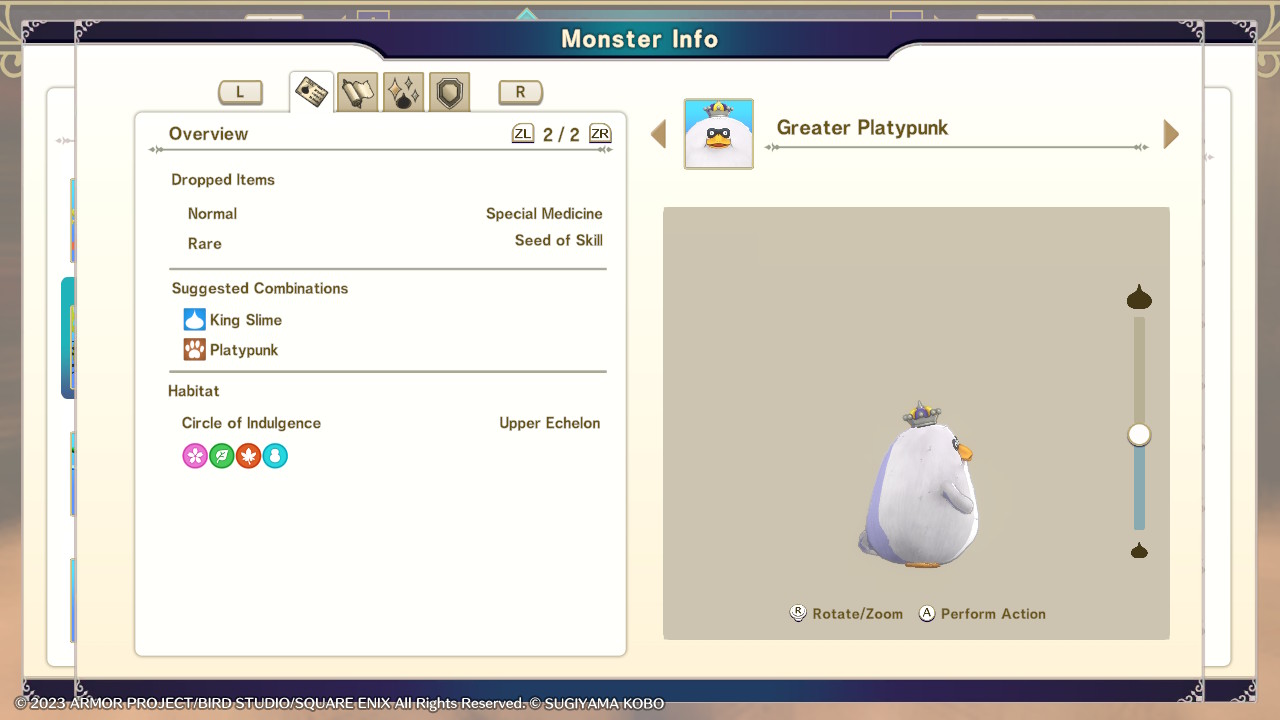 Monster Info
L
R
Overview
ZL 2 / 2 ZR
Dropped Items
Normal Special Medicine
Rare Seed of Skill
Suggested Combinations
King Slime
Platypunk
Habitat
Circle of Indulgence Upper Echelon
Greater Platypunk
R Rotate/Zoom A Perform Action
© 2023 ARMOR PROJECT/BIRD STUDIO/SQUARE ENIX All Rights Reserved. © SUGIYAMA KOBO